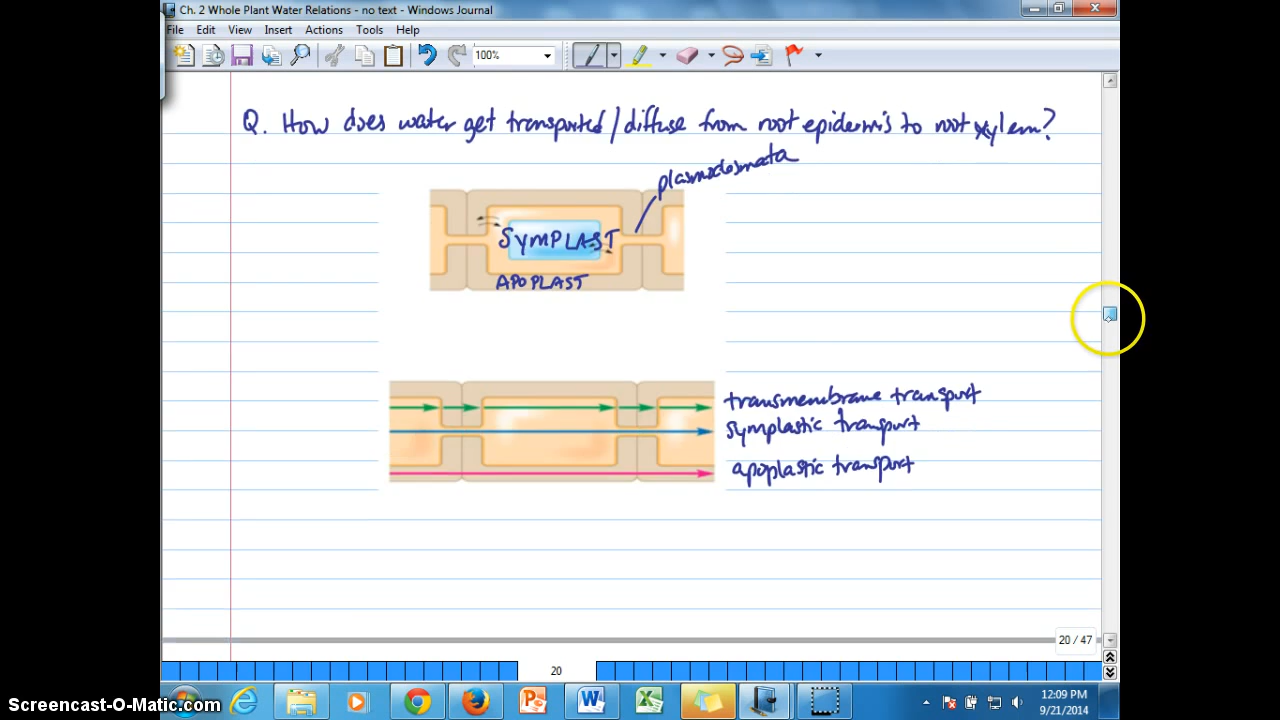 Ch. 2 Whole Plant Water Relations - no text - Windows Journal
File Edit View Insert Actions Tools Help
100%
Q. How does water get transported / diffuse from root epidermis to root xylem?
plasmodesmata
SYMPLAST
APOPLAST
transmembrane transport
symplastic transport
apoplastic transport
20 / 47
20
12:09 PM
9/21/2014
Screencast-O-Matic.com